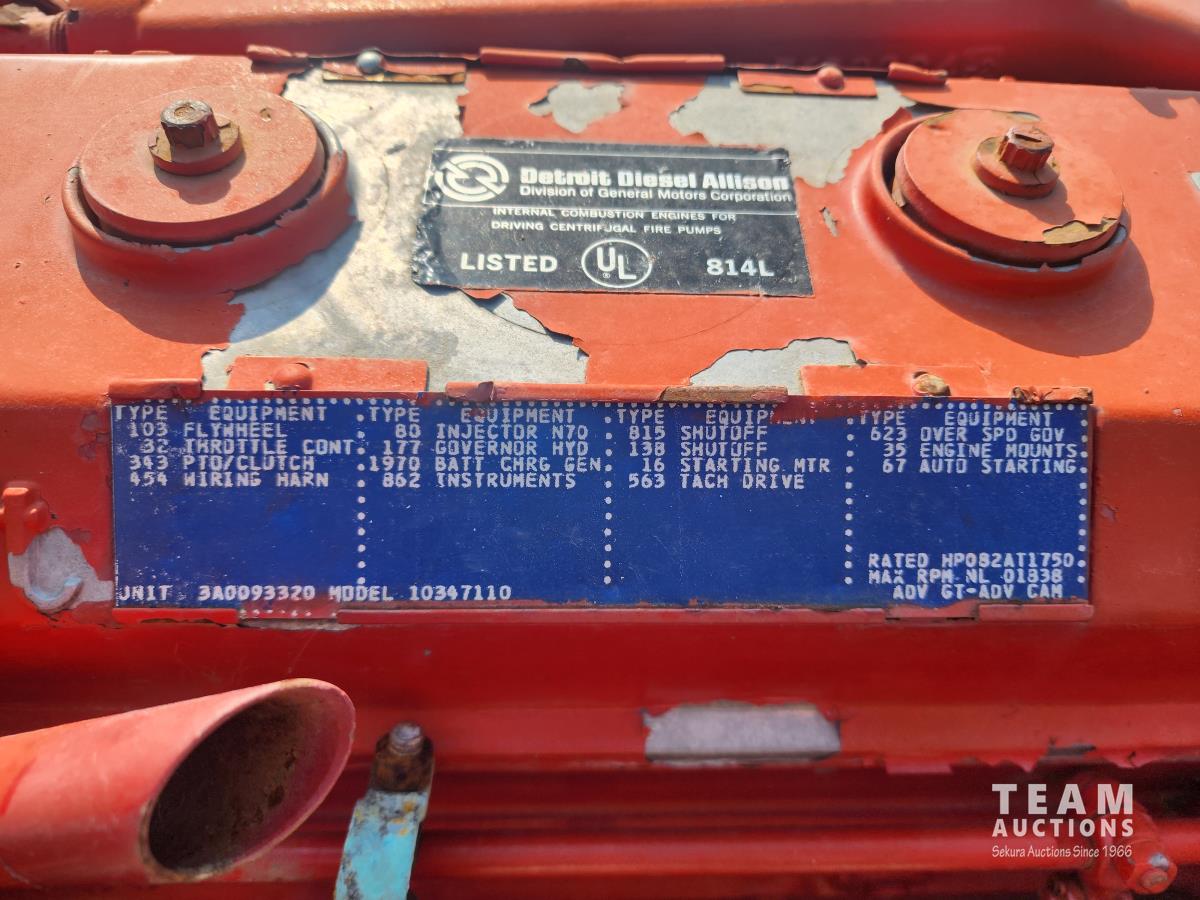 Detroit Diesel Allison
Division of General Motors Corporation
INTERNAL COMBUSTION ENGINES FOR
DRIVING CENTRIFUGAL FIRE PUMPS
LISTED UL 814L
TYPE EQUIPMENT TYPE EQUIPMENT TYPE EQUIPMENT TYPE EQUIPMENT
103 FLYWHEEL 80 INJECTOR N70 815 SHUTOFF 623 OVER SPD GOV
32 THROTTLE CONT 177 GOVERNOR HYD 138 SHUTOFF 35 ENGINE MOUNTS
343 PTO/CLUTCH 1970 BATT CHRG GEN 16 STARTING MTR 67 AUTO STARTING
454 WIRING HARN 862 INSTRUMENTS 563 TACH DRIVE
RATED HP082AT1750
MAX RPM NL 01838
UNIT 3A0093320 MODEL 10347110 ADV GT-ADV CAM
TEAM
AUCTIONS
Sekura Auctions Since 1966